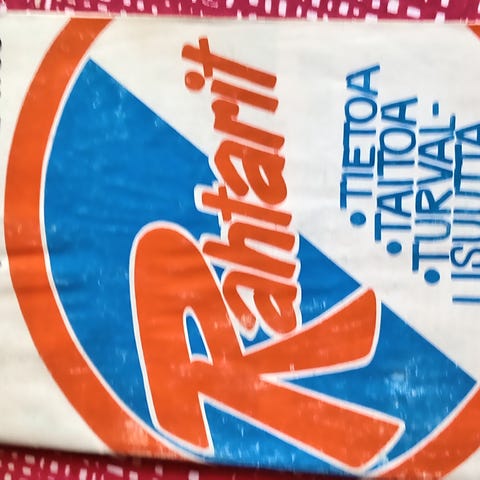 Rahtarit
• TIETOA
• TAITOA
• TURVAL-
LISUUTTA